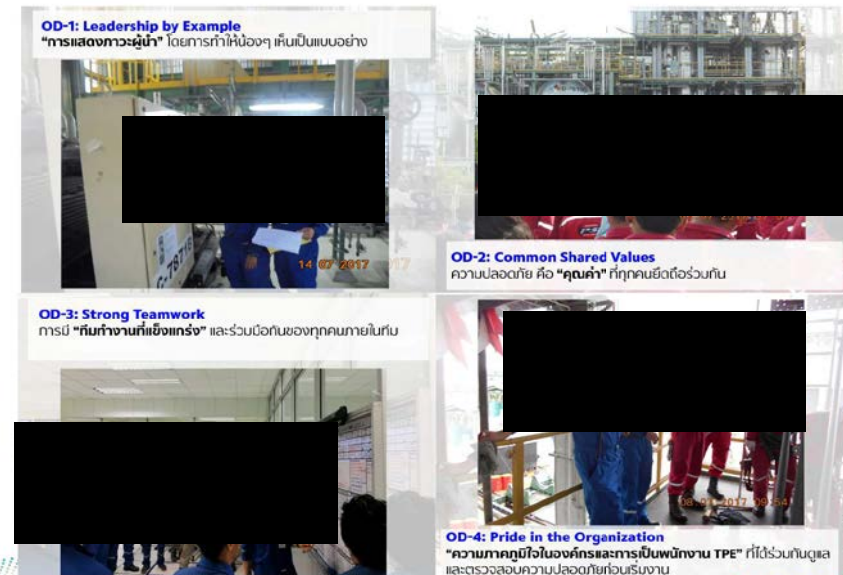 OD-1: Leadership by Example
“การแสดงภาวะผู้นำ” โดยการทำให้น้องๆ เห็นเป็นแบบอย่าง
C-7871B
14 07 2017
OD-2: Common Shared Values
ความปลอดภัย คือ “คุณค่า” ที่ทุกคนยึดถือร่วมกัน
OD-3: Strong Teamwork
การมี “ทีมทำงานที่แข็งแกร่ง” และร่วมมือกันของทุกคนภายในทีม
OD-4: Pride in the Organization
“ความภาคภูมิใจในองค์กรและการเป็นพนักงาน TPE” ที่ได้ร่วมกันดูแล
และตรวจสอบความปลอดภัยก่อนเริ่มงาน